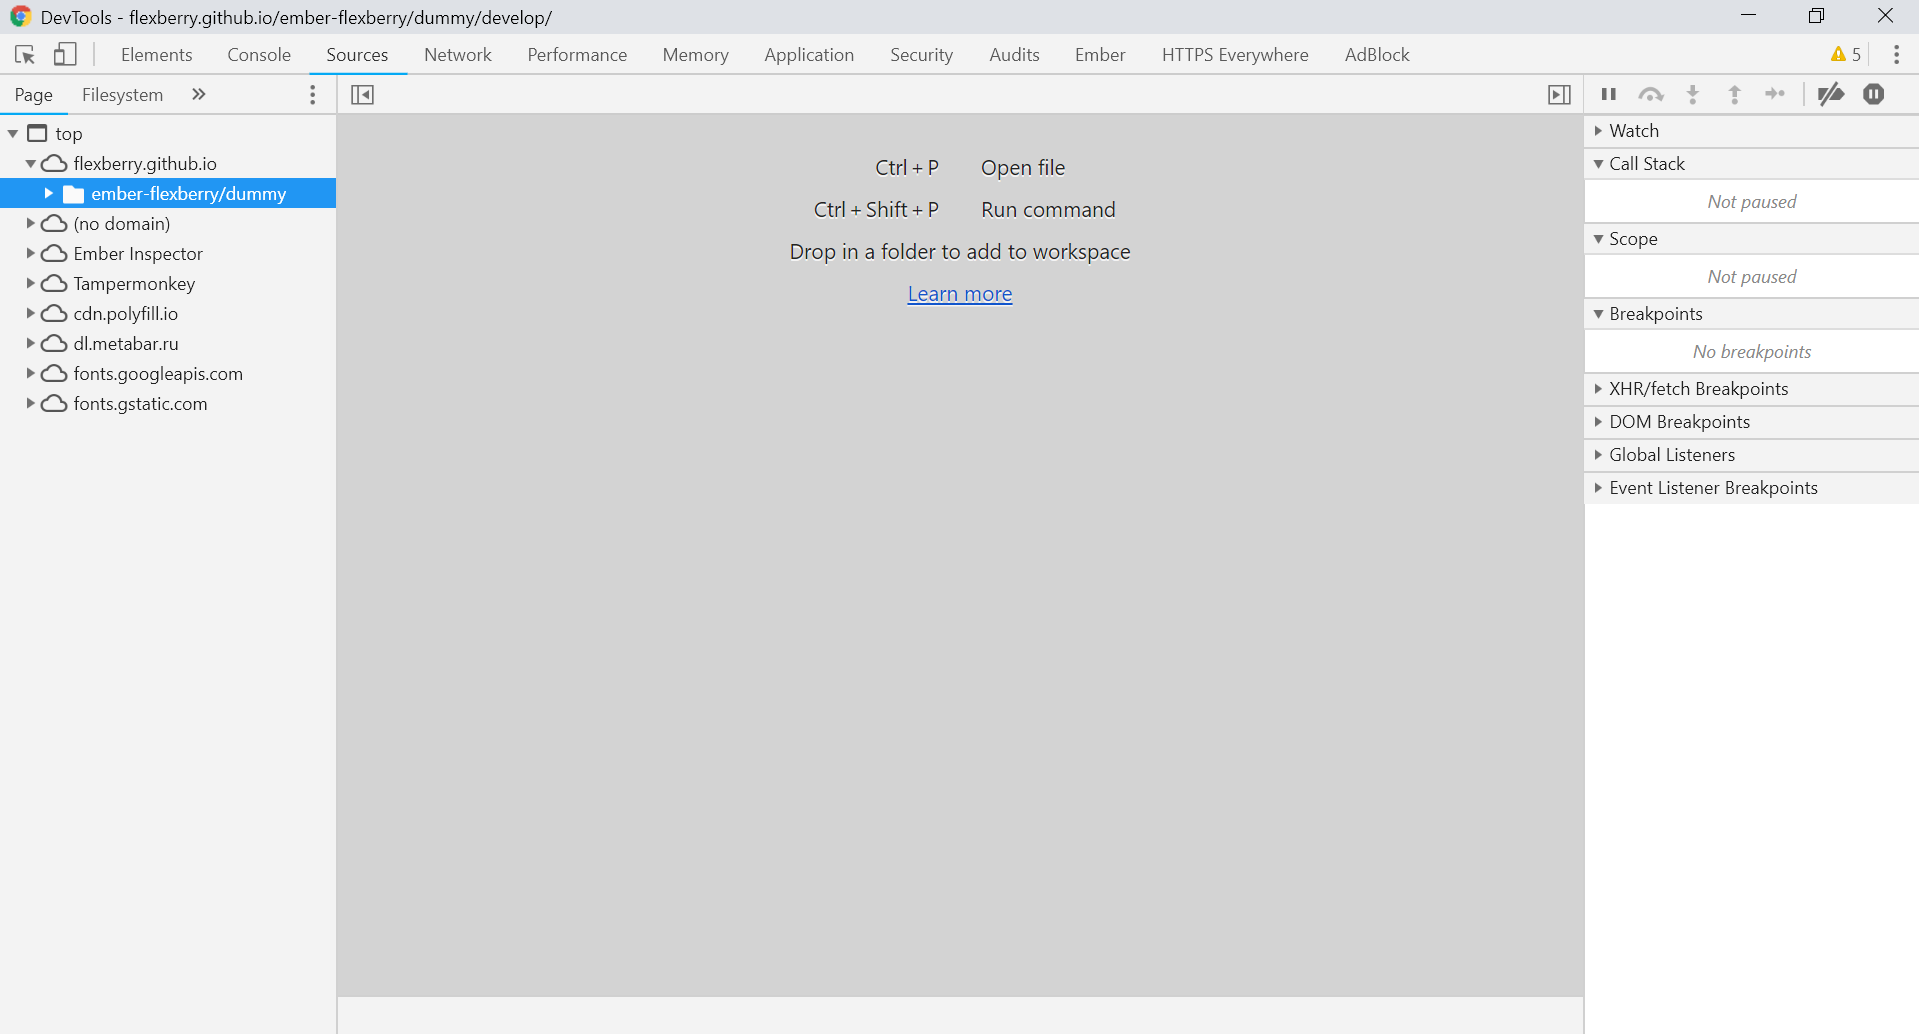 DevTools - flexberry.github.io/ember-flexberry/dummy/develop/
Elements Console Sources Network Performance Memory Application Security Audits Ember HTTPS Everywhere AdBlock 5
Page Filesystem »
top
flexberry.github.io
ember-flexberry/dummy
(no domain)
Ember Inspector
Tampermonkey
cdn.polyfill.io
dl.metabar.ru
fonts.googleapis.com
fonts.gstatic.com
Ctrl + P Open file
Ctrl + Shift + P Run command
Drop in a folder to add to workspace
Learn more
Watch
Call Stack
Not paused
Scope
Not paused
Breakpoints
No breakpoints
XHR/fetch Breakpoints
DOM Breakpoints
Global Listeners
Event Listener Breakpoints